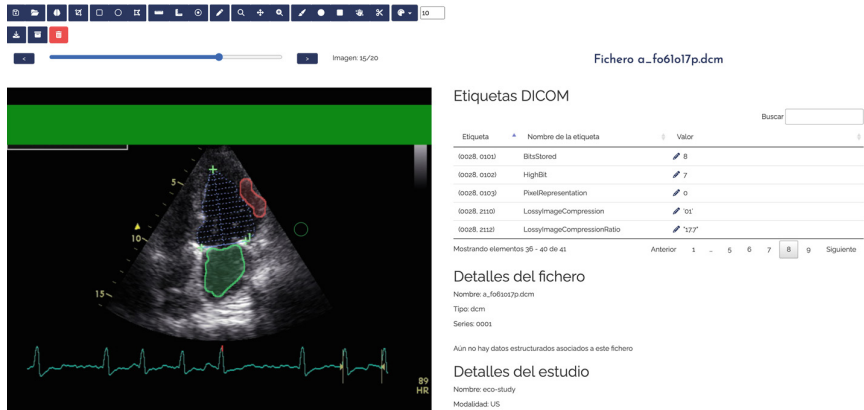 10
Imagen: 15/20
Fichero a_fo61o17p.dcm
5
10
15
89
HR
Etiquetas DICOM
Buscar
Etiqueta Nombre de la etiqueta Valor
(0028, 0101) BitsStored 8
(0028, 0102) HighBit 7
(0028, 0103) PixelRepresentation 0
(0028, 2110) LossyImageCompression '01'
(0028, 2112) LossyImageCompressionRatio "17.7"
Mostrando elementos 36 - 40 de 41 Anterior 1 … 5 6 7 8 9 Siguiente
Detalles del fichero
Nombre: a_fo61o17p.dcm
Tipo: dcm
Series: 0001
Aún no hay datos estructurados asociados a este fichero
Detalles del estudio
Nombre: eco-study
Modalidad: US